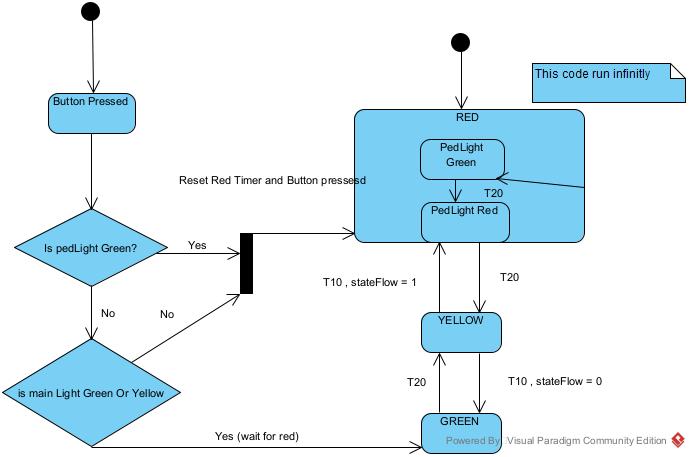 Button Pressed
This code run infinitly
RED
PedLight
Green
Reset Red Timer and Button pressesd
T20
PedLight Red
Is pedLight Green?
Yes
T10 , stateFlow = 1
T20
No
No
YELLOW
is main Light Green Or Yellow
T20
T10 , stateFlow = 0
GREEN
Yes (wait for red)
Powered By Visual Paradigm Community Edition